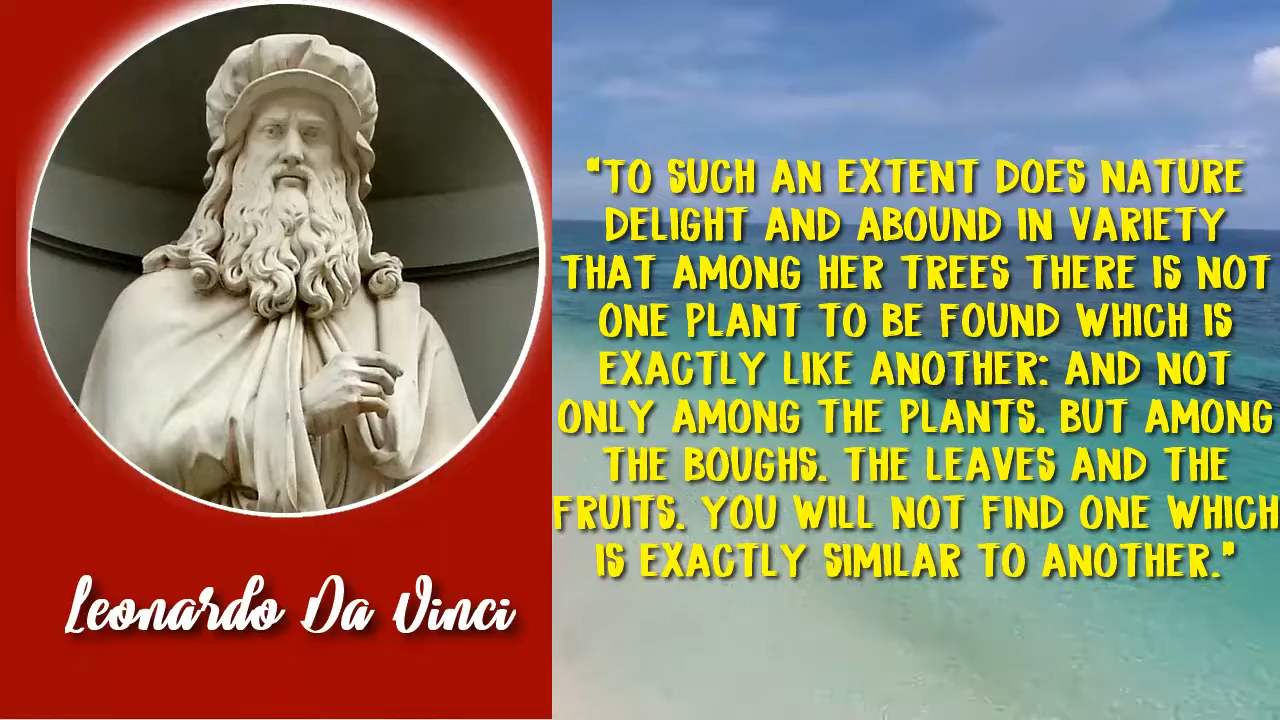 Leonardo Da Vinci
"TO SUCH AN EXTENT DOES NATURE
DELIGHT AND ABOUND IN VARIETY
THAT AMONG HER TREES THERE IS NOT
ONE PLANT TO BE FOUND WHICH IS
EXACTLY LIKE ANOTHER; AND NOT
ONLY AMONG THE PLANTS, BUT AMONG
THE BOUGHS, THE LEAVES AND THE
FRUITS, YOU WILL NOT FIND ONE WHICH
IS EXACTLY SIMILAR TO ANOTHER."